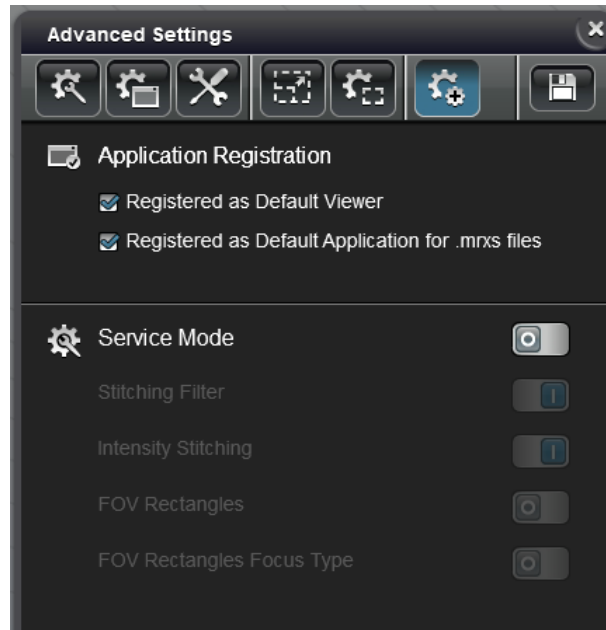 Advanced Settings
Application Registration
Registered as Default Viewer
Registered as Default Application for .mrxs files
Service Mode
Stitching Filter
Intensity Stitching
FOV Rectangles
FOV Rectangles Focus Type